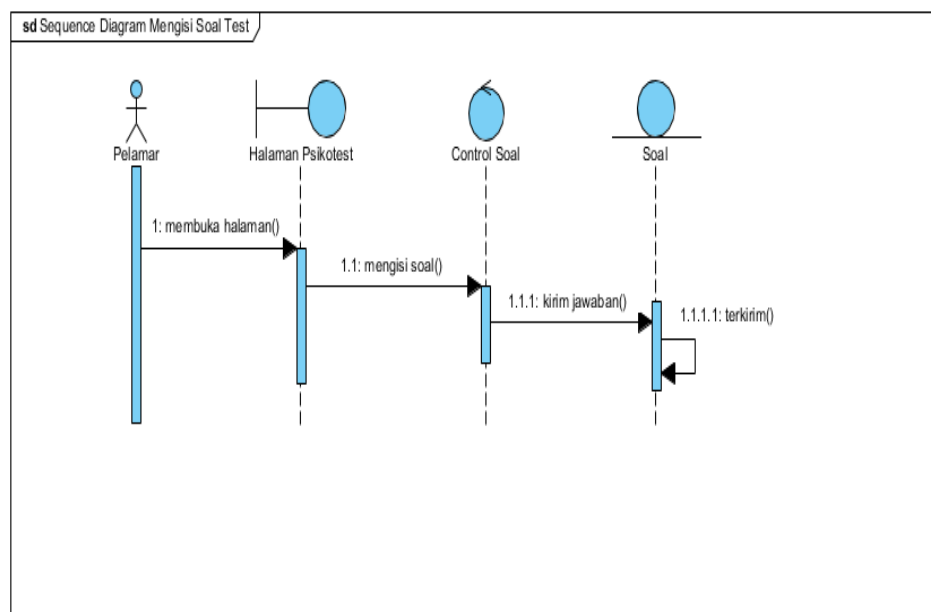 sd Sequence Diagram Mengisi Soal Test
Pelamar
Halaman Psikotest
Control Soal
Soal
1: membuka halaman()
1.1: mengisi soal()
1.1.1: kirim jawaban()
1.1.1.1: terkirim()